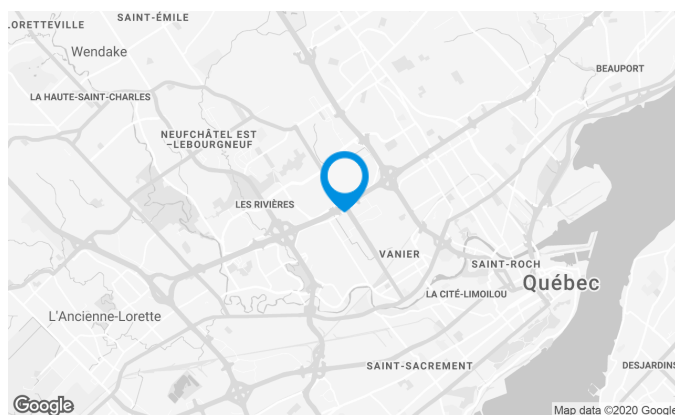 SAINT-ÉMILE
LORETTEVILLE
Wendake
BEAUPORT
LA HAUTE-SAINT-CHARLES
NEUFCHÂTEL EST
–LEBOURGNEUF
LES RIVIÈRES
VANIER
SAINT-ROCH
Québec
LA CITÉ-LIMOILOU
L'Ancienne-Lorette
SAINT-SACREMENT
DESJARDINS
Google
Map data ©2020 Google